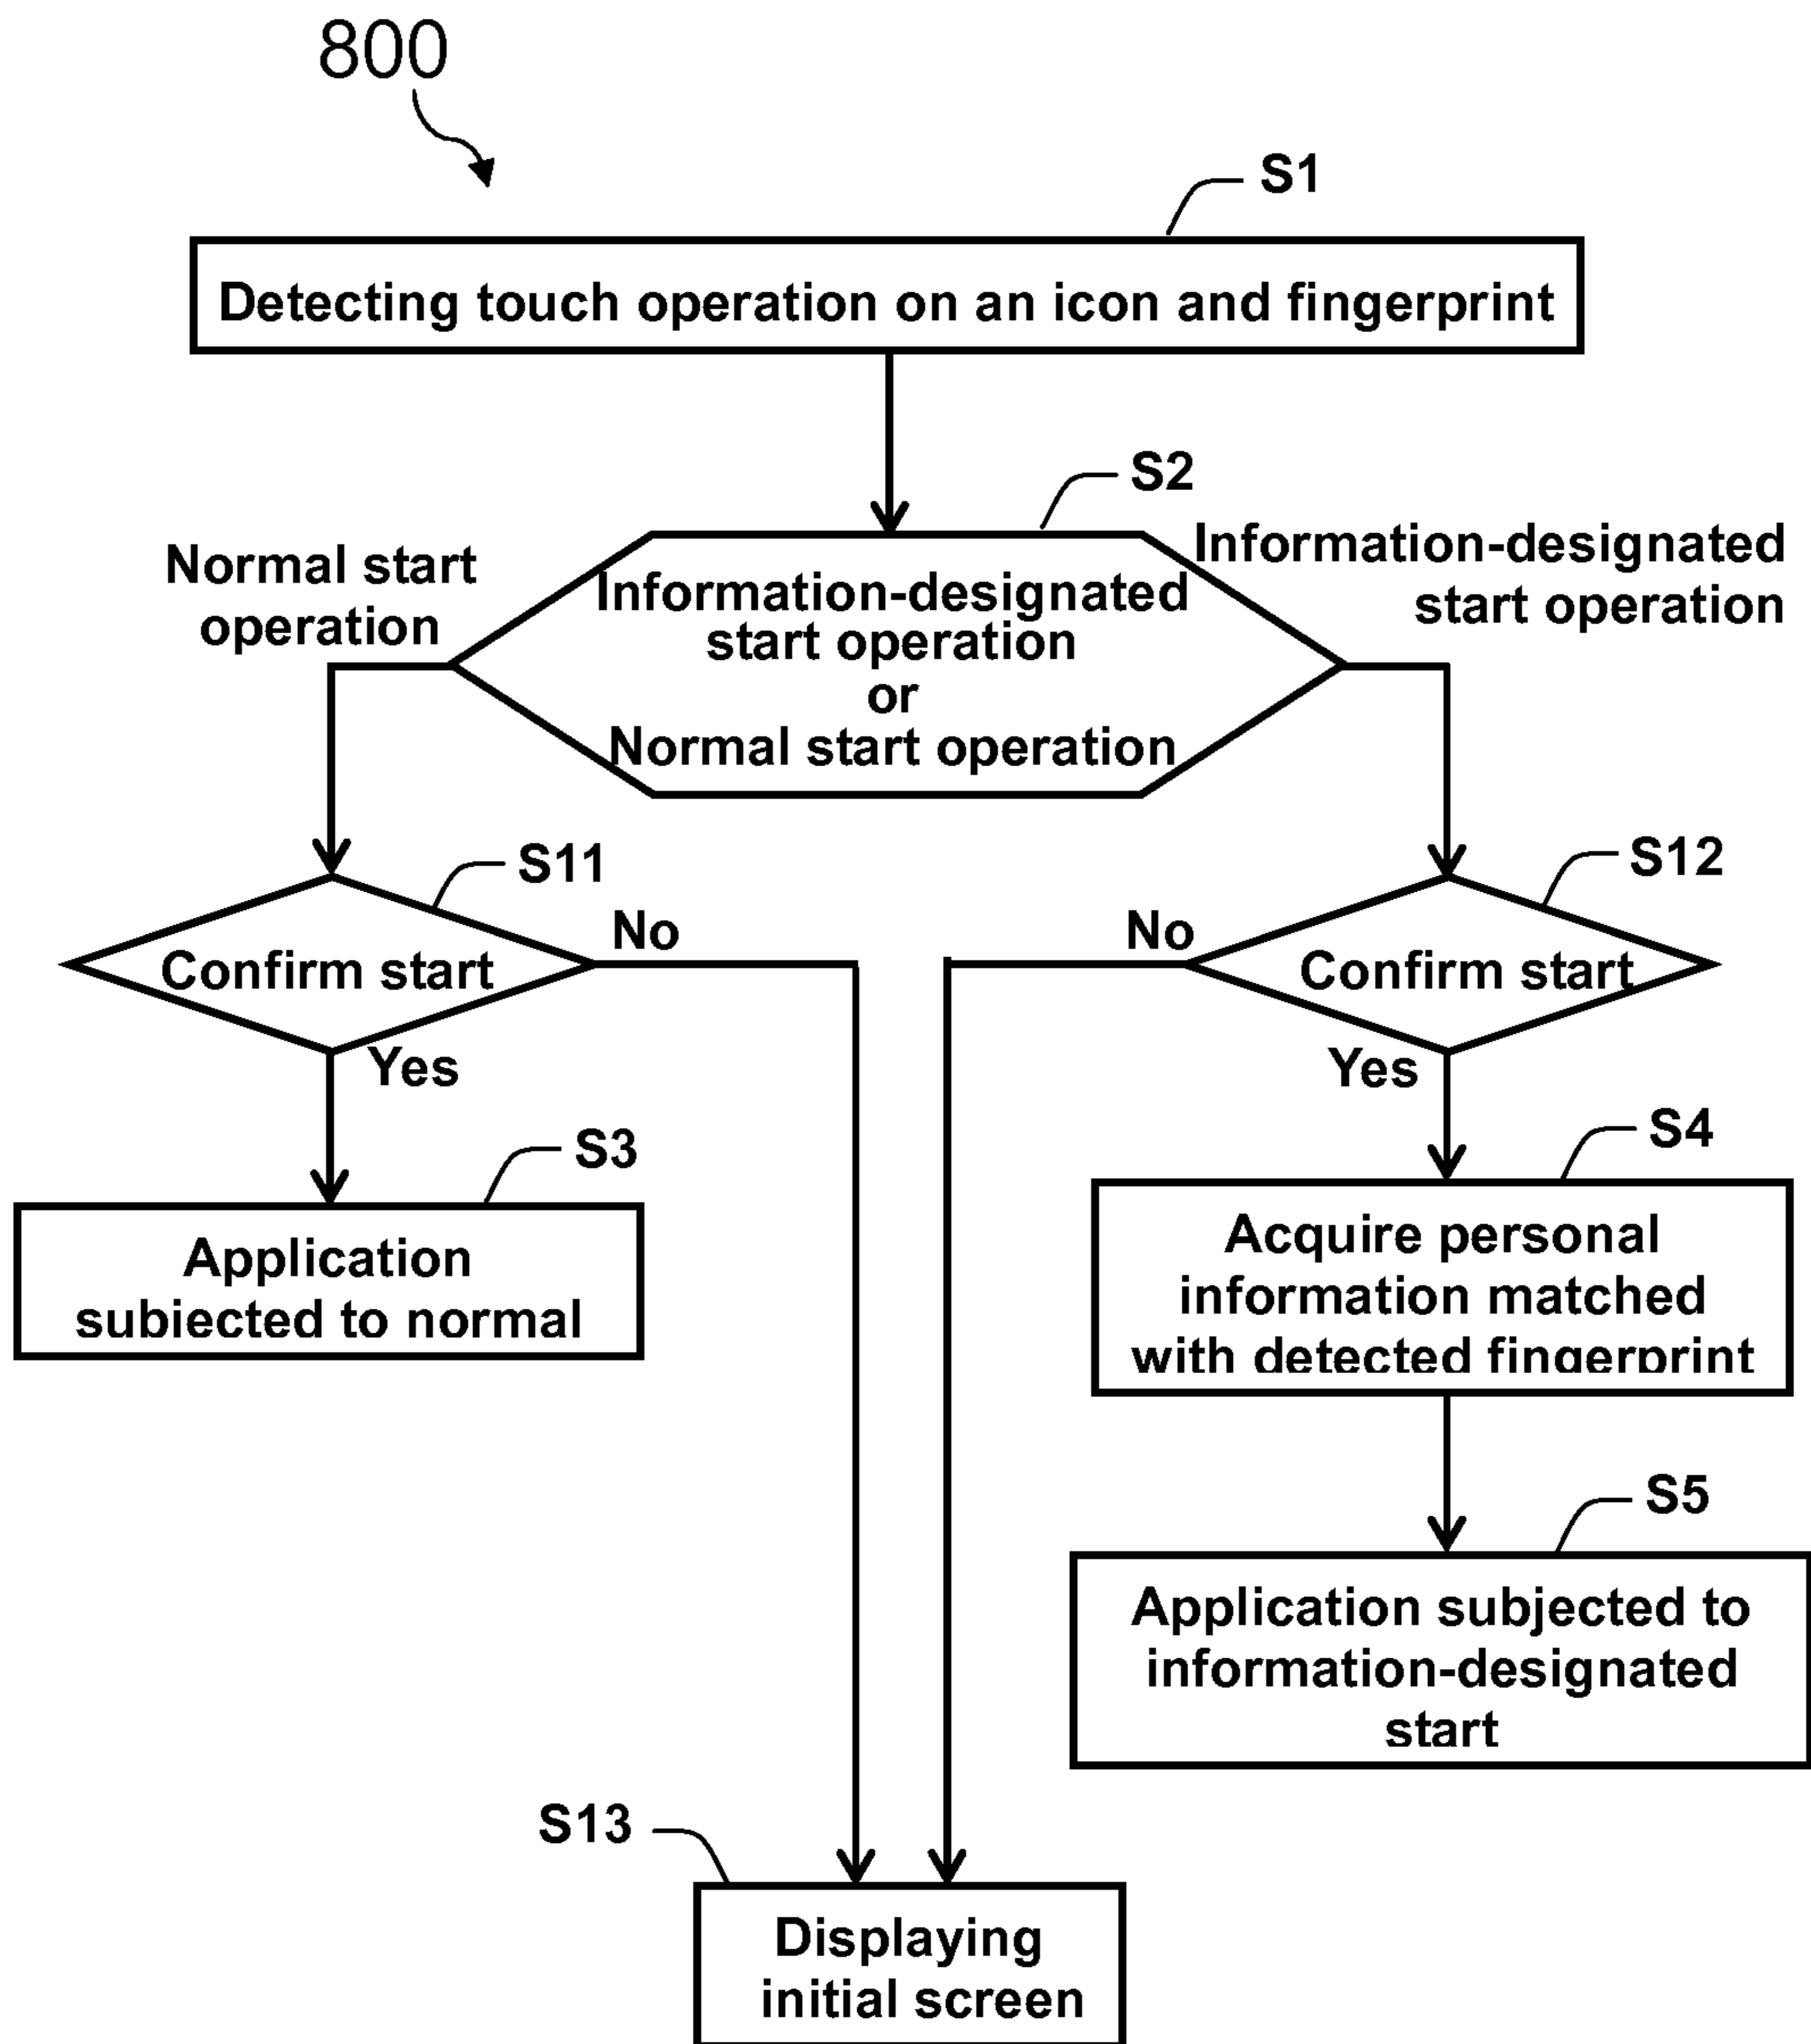 800
S1
Detecting touch operation on an icon and fingerprint
S2
Normal start
operation
Information-designated
start operation
or
Normal start operation
Information-designated
start operation
S11
Confirm start
No
Yes
S12
Confirm start
No
Yes
S3
Application
subjected to normal
S4
Acquire personal
information matched
with detected fingerprint
S5
Application subjected to
information-designated
start
S13
Displaying
initial screen